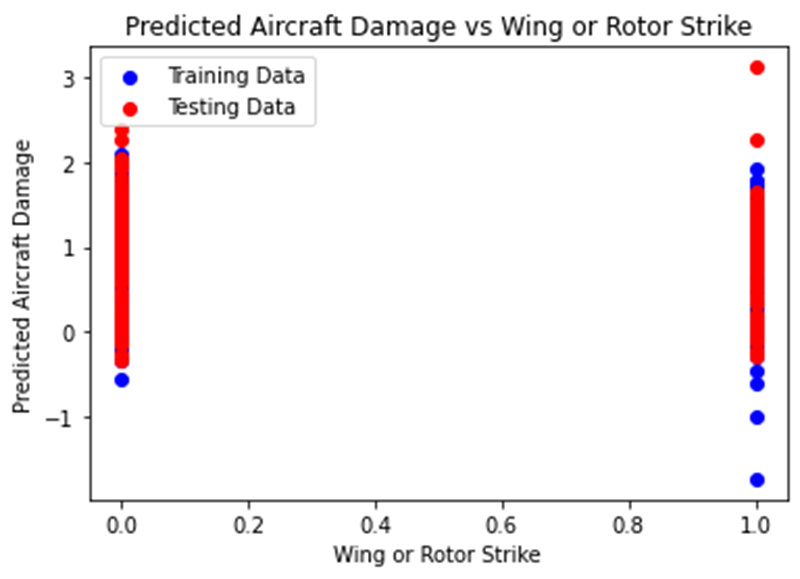 Predicted Aircraft Damage vs Wing or Rotor Strike
Training Data
Testing Data
Predicted Aircraft Damage
3
2
1
0
−1
0.0 0.2 0.4 0.6 0.8 1.0
Wing or Rotor Strike